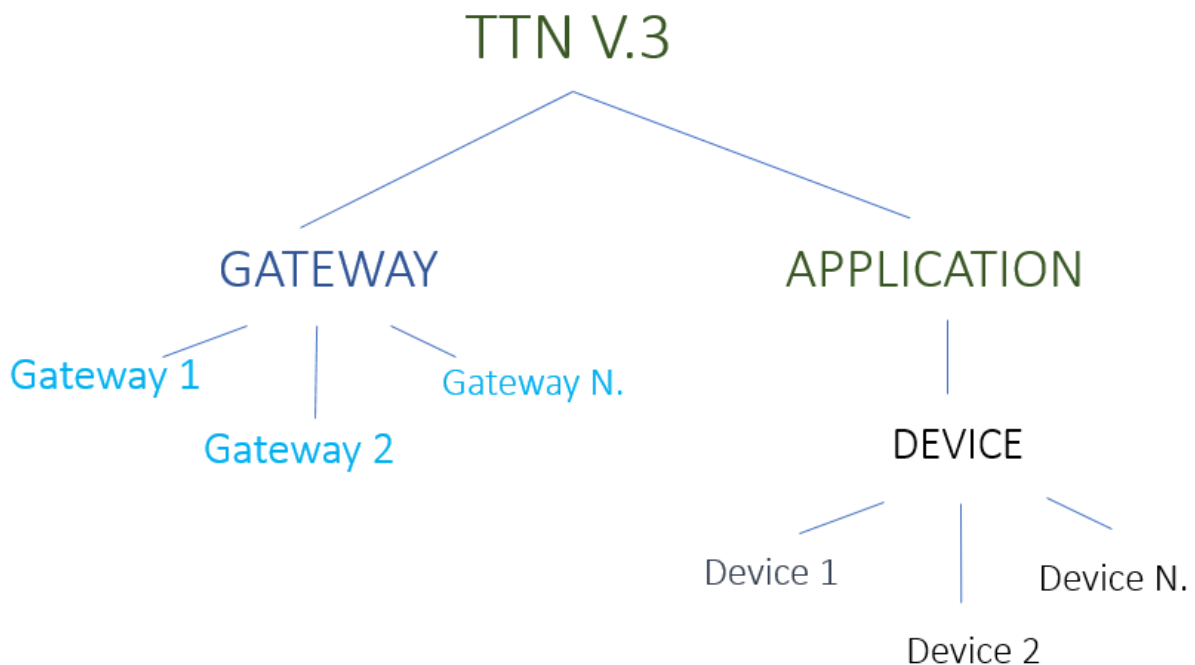 TTN V.3
GATEWAY
APPLICATION
Gateway 1
Gateway N.
Gateway 2
DEVICE
Device 1
Device N.
Device 2